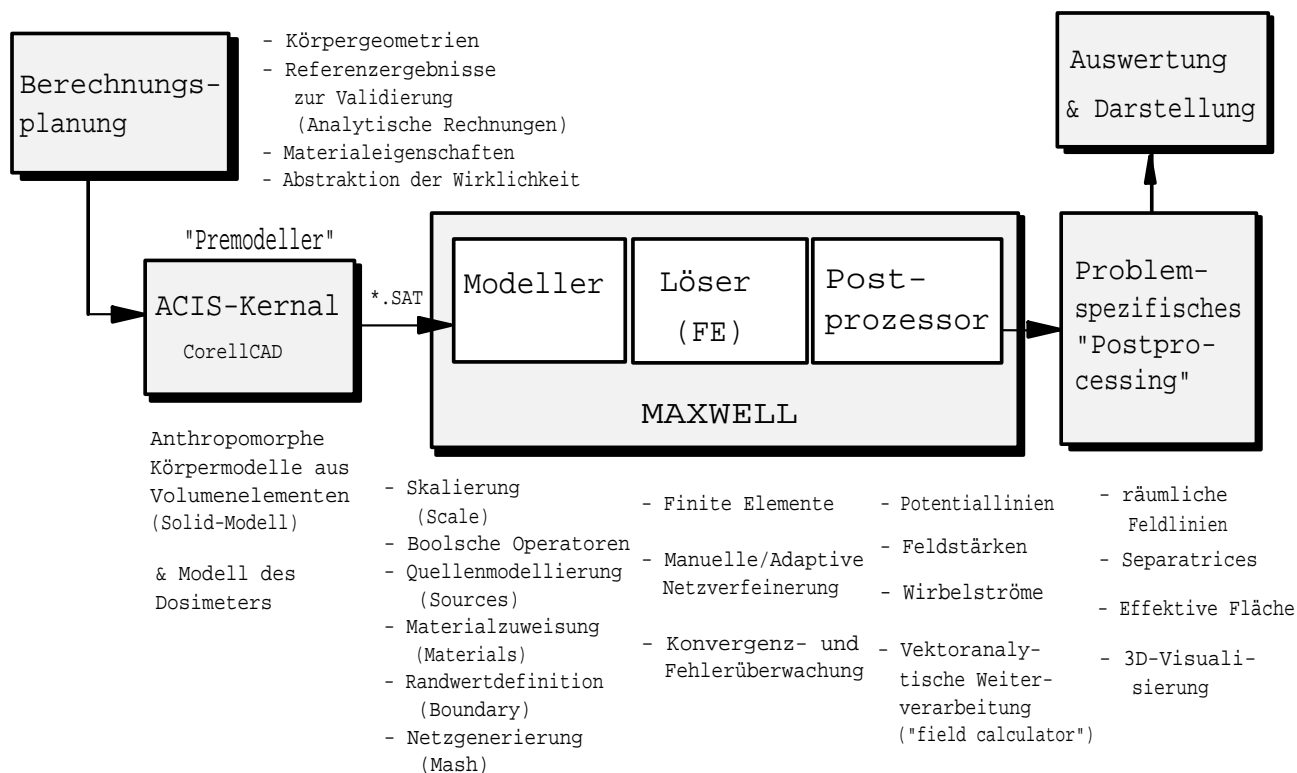 Berechnungs-
planung
- Körpergeometrien
- Referenzergebnisse
zur Validierung
(Analytische Rechnungen)
- Materialeigenschaften
- Abstraktion der Wirklichkeit
Auswertung
& Darstellung
"Premodeller"
ACIS-Kernal
CorellCAD
*.SAT
Modeller
Löser
(FE)
Post-
prozessor
MAXWELL
Problem-
spezifisches
"Postpro-
cessing"
Anthropomorphe
Körpermodelle aus
Volumenelementen
(Solid-Modell)
& Modell des
Dosimeters
- Skalierung
(Scale)
- Boolsche Operatoren
- Quellenmodellierung
(Sources)
- Materialzuweisung
(Materials)
- Randwertdefinition
(Boundary)
- Netzgenerierung
(Mash)
- Finite Elemente
- Manuelle/Adaptive
Netzverfeinerung
- Konvergenz- und
Fehlerüberwachung
- Potentiallinien
- Feldstärken
- Wirbelströme
- Vektoranaly-
tische Weiter-
verarbeitung
("field calculator")
- räumliche
Feldlinien
- Separatrices
- Effektive Fläche
- 3D-Visuali-
sierung